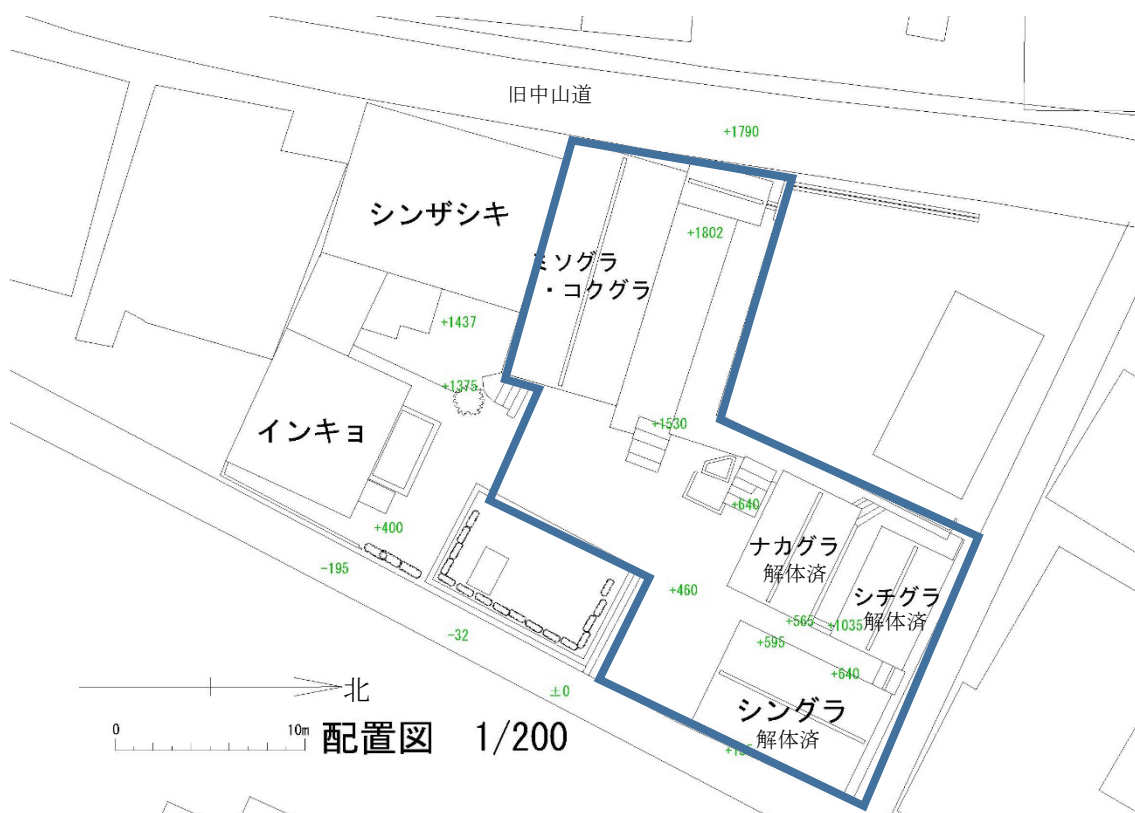 旧中山道
+1790
シンザシキ
+1802
ミソグラ
・コクグラ
+1437
+1375
+1530
インキョ
+640
+400
ナカグラ
解体済
-195
+460
シチグラ
解体済
+565
+1035
-32
+595
+640
±0
シングラ
解体済
北
0
10m
配置図 1/200